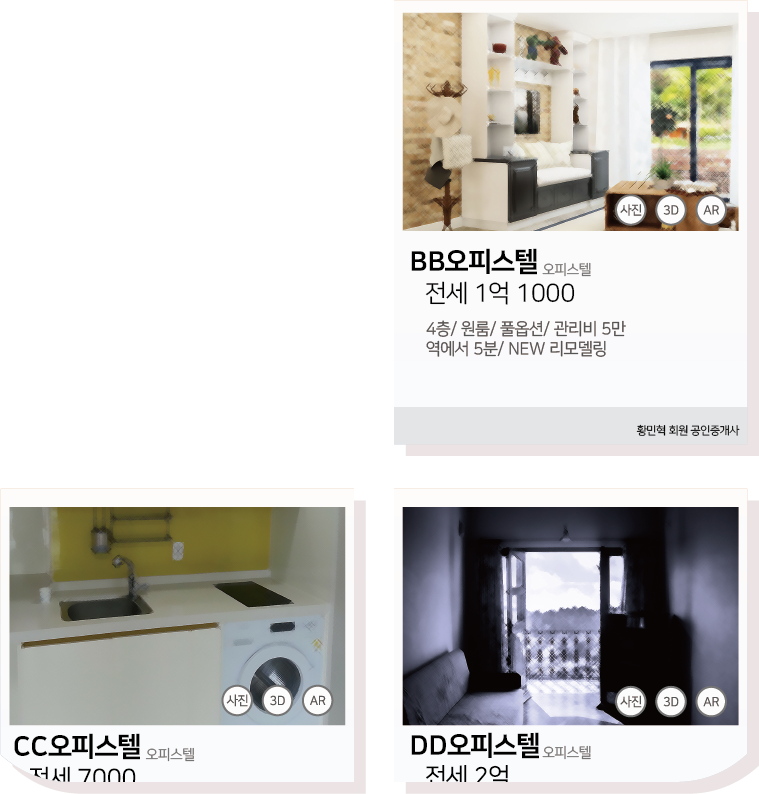 사진 3D AR
BB오피스텔 오피스텔
전세 1억 1000
4층/ 원룸/ 풀옵션/ 관리비 5만
역에서 5분/ NEW 리모델링
황민혁 회원 공인중개사
사진 3D AR
CC오피스텔 오피스텔
전세 7000
사진 3D AR
DD오피스텔 오피스텔
전세 2억